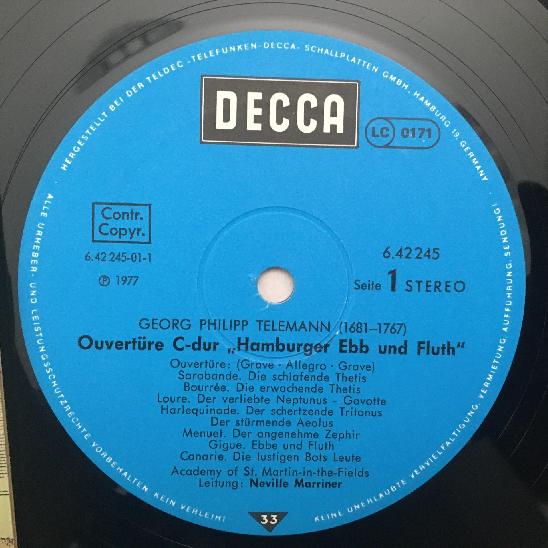 HERGESTELLT BEI DER TELDEC »TELEFUNKEN-DECCA« SCHALLPLATTEN GMBH, HAMBURG 19, GERMANY ·
DECCA
LC 0171
Contr.
Copyr.
6.42 245-01-1
Ⓟ 1977
6.42245
Seite 1 STEREO
GEORG PHILIPP TELEMANN (1681–1767)
Ouvertüre C-dur „Hamburger Ebb und Fluth“
Ouvertüre: (Grave · Allegro · Grave)
Sarabande. Die schlafende Thetis
Bourrée. Die erwachende Thetis
Loure. Der verliebte Neptunus - Gavotte
Harlequinade. Der schertzende Tritonus
Der stürmende Aeolus
Menuet. Der angenehme Zephir
Gigue. Ebbe und Fluth
Canarie. Die lustigen Bots Leute
Academy of St. Martin-in-the-Fields
Leitung: Neville Marriner
33
· ALLE URHEBER- UND LEISTUNGSSCHUTZRECHTE VORBEHALTEN · KEIN VERLEIH!
KEINE UNERLAUBTE VERVIELFÄLTIGUNG, VERMIETUNG, AUFFÜHRUNG, SENDUNG!